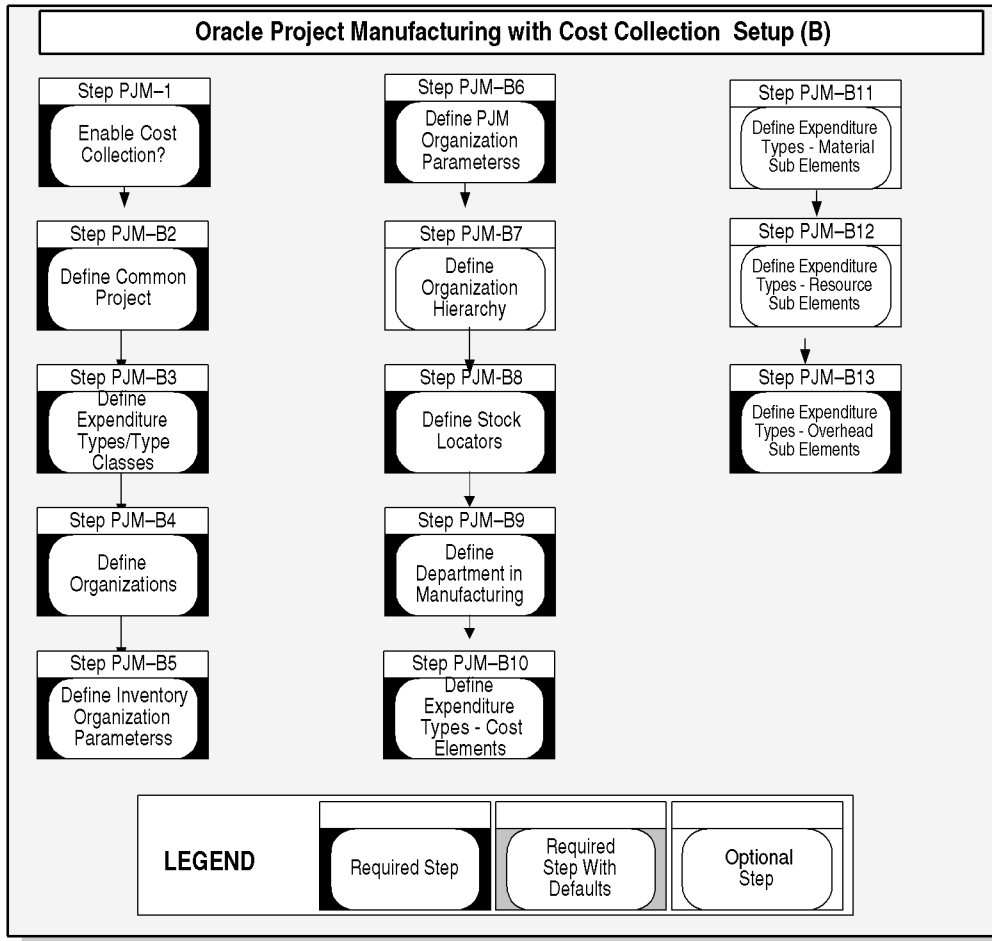 Oracle Project Manufacturing with Cost Collection Setup (B)
Step PJM–1
Enable Cost
Collection?
Step PJM–B2
Define Common
Project
Step PJM–B3
Define
Expenditure
Types/Type
Classes
Step PJM–B4
Define
Organizations
Step PJM–B5
Define Inventory
Organization
Parameterss
Step PJM–B6
Define PJM
Organization
Parameterss
Step PJM-B7
Define
Organization
Hierarchy
Step PJM-B8
Define Stock
Locators
Step PJM–B9
Define
Department in
Manufacturing
Step PJM–B10
Define
Expenditure
Types - Cost
Elements
Step PJM–B11
Define Expenditure
Types - Material
Sub Elements
Step PJM–B12
Define Expenditure
Types - Resource
Sub Elements
Step PJM–B13
Define Expenditure
Types - Overhead
Sub Elements
LEGEND
Required Step
Required
Step With
Defaults
Optional
Step